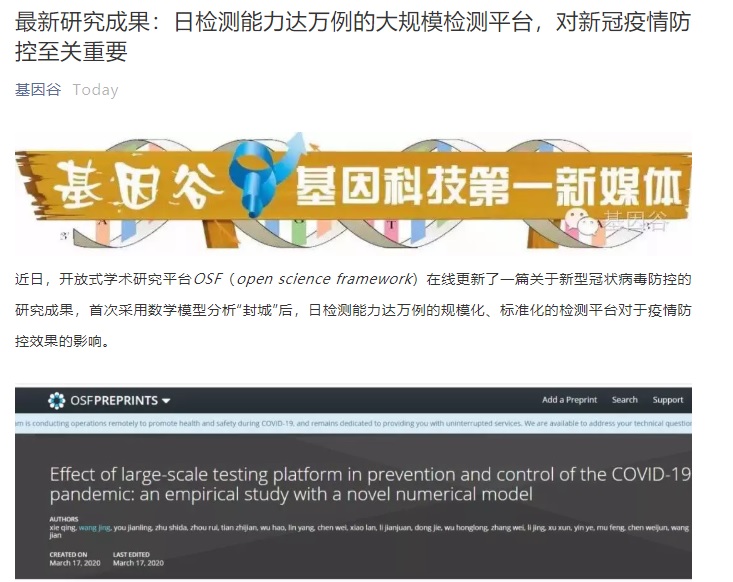 最新研究成果：日检测能力达万例的大规模检测平台，对新冠疫情防
控至关重要
基因谷 Today
基因谷 基因科技第一新媒体
基因谷
3' A G T
近日，开放式学术研究平台OSF（open science framework）在线更新了一篇关于新型冠状病毒防控的
研究成果，首次采用数学模型分析“封城”后，日检测能力达万例的规模化、标准化的检测平台对于疫情防
控效果的影响。
OSFPREPRINTS Add a Preprint Search Support
am is conducting operations remotely to promote health and safety during COVID-19, and remains dedicated to providing you with uninterrupted services. We are available to address your technical question
Effect of large-scale testing platform in prevention and control of the COVID-19
pandemic: an empirical study with a novel numerical model
AUTHORS
xie qing, wang jing, you jianling, zhu shida, zhou rui, tian zhijian, wu hao, lin yang, chen wei, xiao lan, li jianjuan, dong jie, wu honglong, zhang wei, li jing, xu xun, yin ye, mu feng, chen weijun, wang
jian
CREATED ON LAST EDITED
March 17, 2020 March 17, 2020